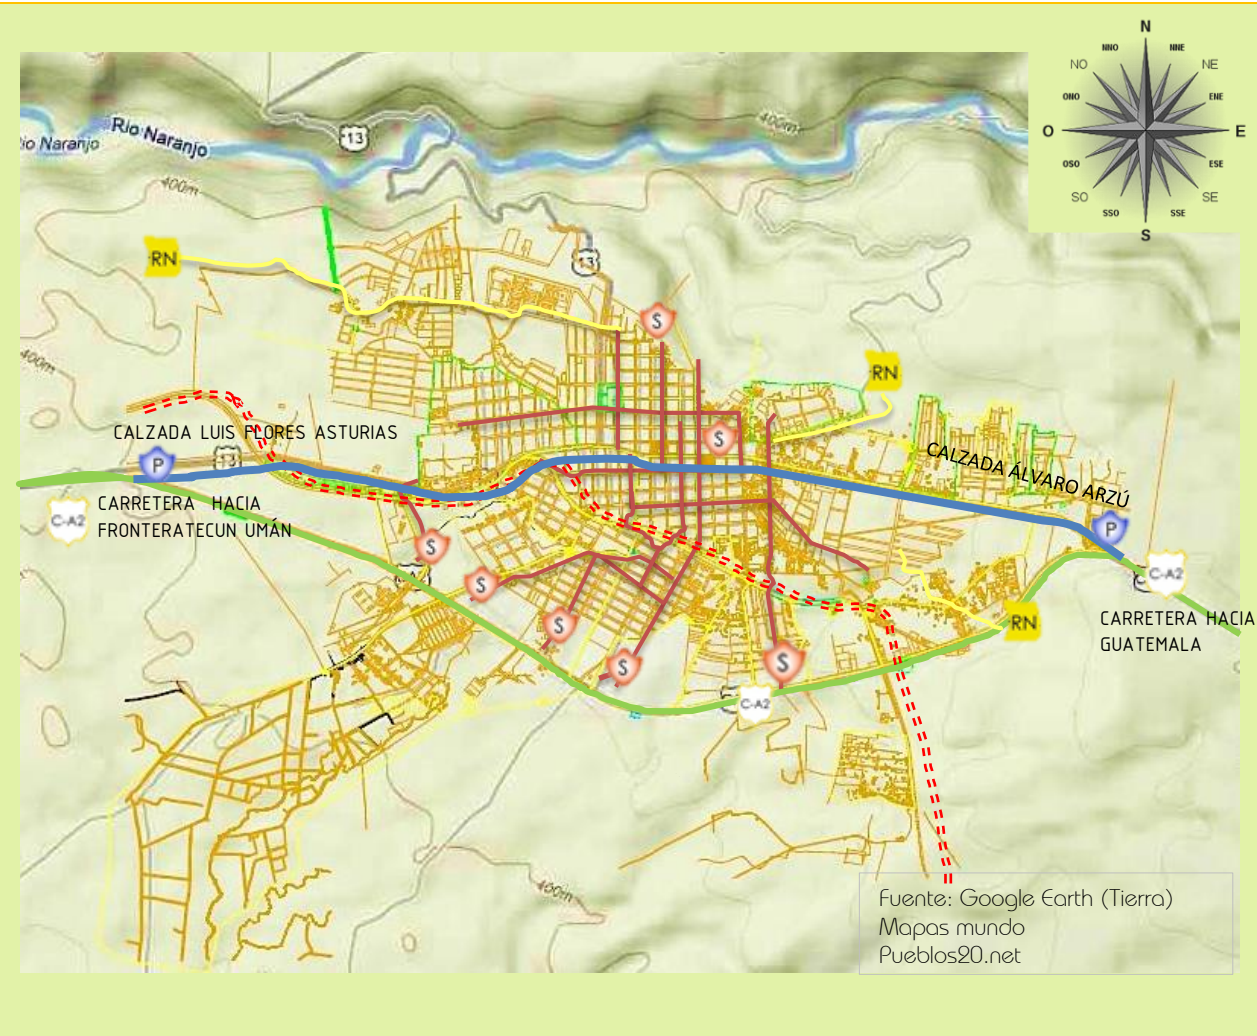 N
NNO
NNE
NO
NE
ONO
ENE
O
E
OSO
ESE
SO
SE
SSO
SSE
S
13
400m
Rio Naranjo
io Naranjo
400m
RN
13
S
400m
RN
CALZADA LUIS FLORES ASTURIAS
S
P
13
CALZADA ÁLVARO ARZÚ
CARRETERA HACIA
FRONTERATECUN UMÁN
C-A2
P
S
C-A2
S
CARRETERA HACIA
GUATEMALA
S
RN
S
S
C-A2
400m
Fuente: Google Earth (Tierra)
Mapas mundo
Pueblos20.net